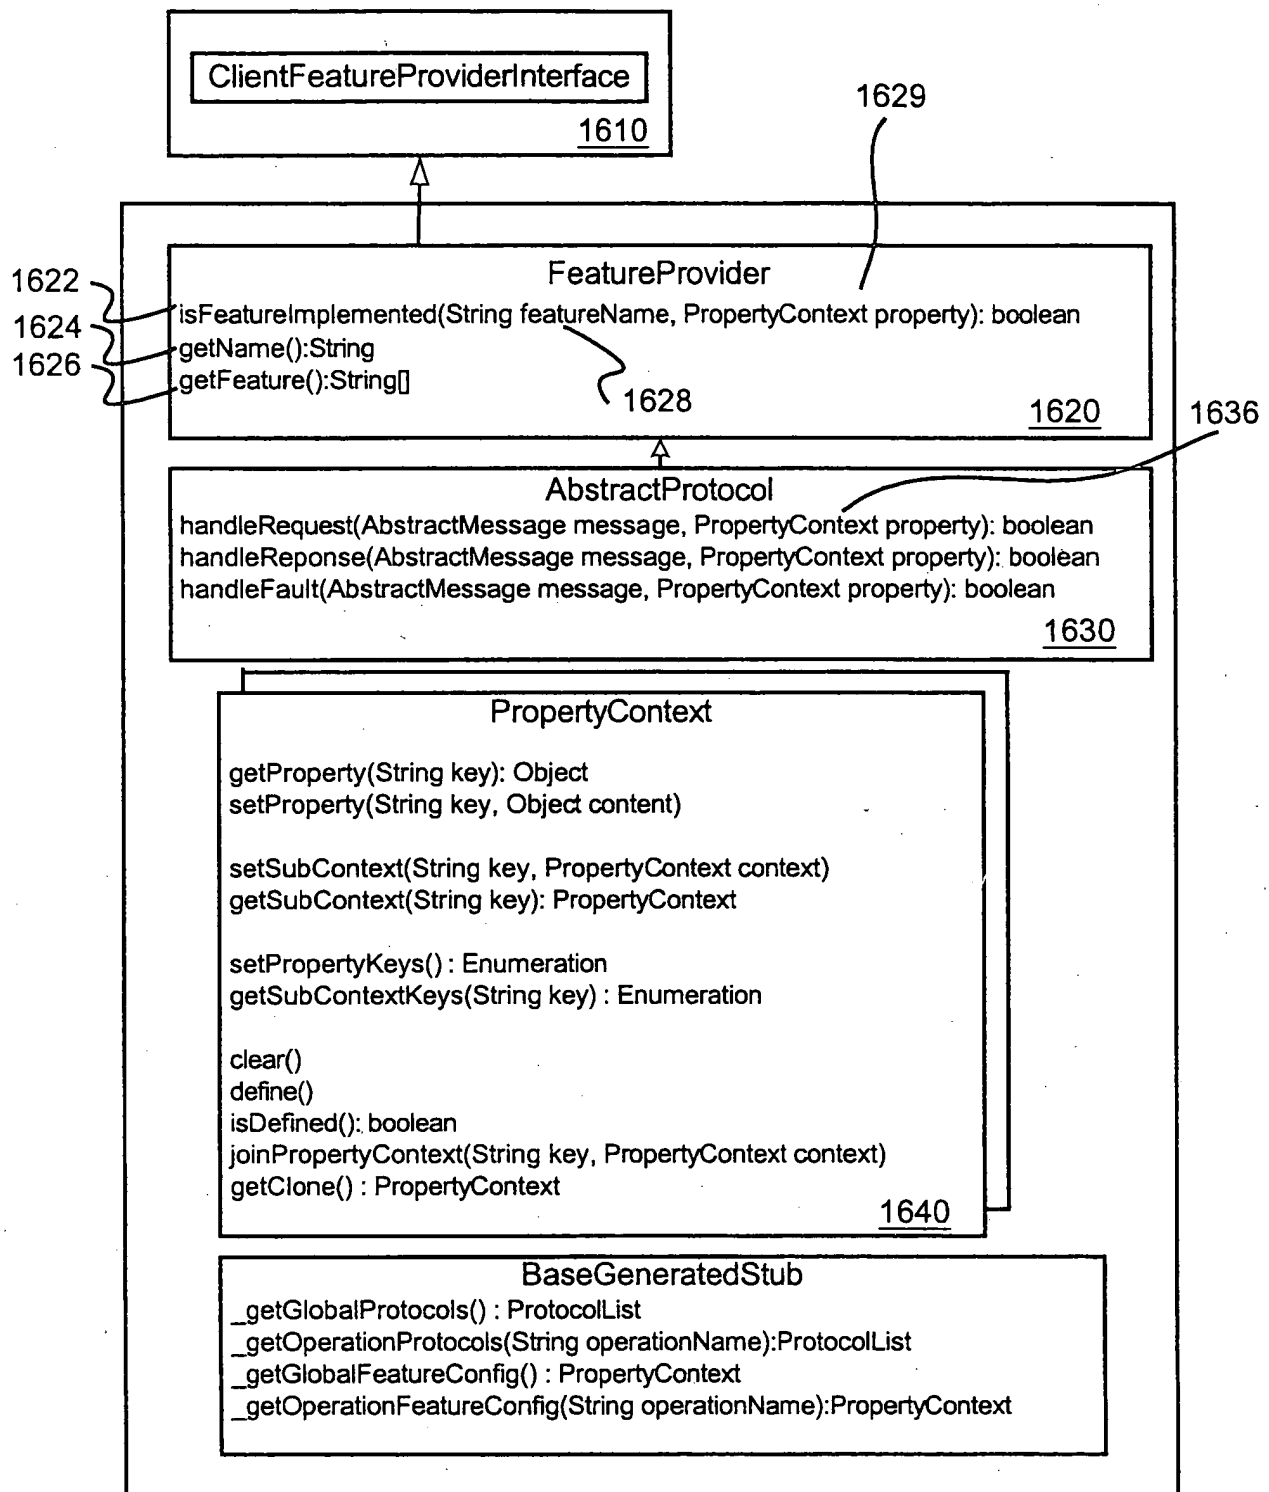 ClientFeatureProviderInterface
1610
1629
FeatureProvider
1622
isFeatureImplemented(String featureName, PropertyContext property): boolean
1624
getName():String
1626
getFeature():String[]
1628
1620
1636
AbstractProtocol
handleRequest(AbstractMessage message, PropertyContext property): boolean
handleReponse(AbstractMessage message, PropertyContext property): boolean
handleFault(AbstractMessage message, PropertyContext property): boolean
1630
PropertyContext
getProperty(String key): Object
setProperty(String key, Object content)
setSubContext(String key, PropertyContext context)
getSubContext(String key): PropertyContext
setPropertyKeys() : Enumeration
getSubContextKeys(String key) : Enumeration
clear()
define()
isDefined(): boolean
joinPropertyContext(String key, PropertyContext context)
getClone() : PropertyContext
1640
BaseGeneratedStub
_getGlobalProtocols() : ProtocolList
_getOperationProtocols(String operationName):ProtocolList
_getGlobalFeatureConfig() : PropertyContext
_getOperationFeatureConfig(String operationName):PropertyContext